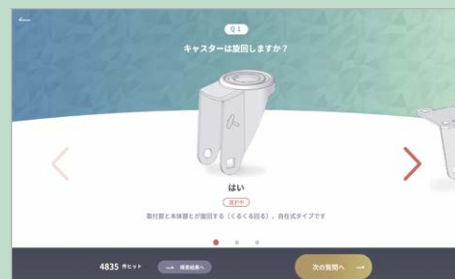 Q1
キャスターは旋回しますか？
はい
選択中
取付部と本体部とが旋回する（くるくる回る）、自在式タイプです
4835 件ヒット
検索結果へ
次の質問へ